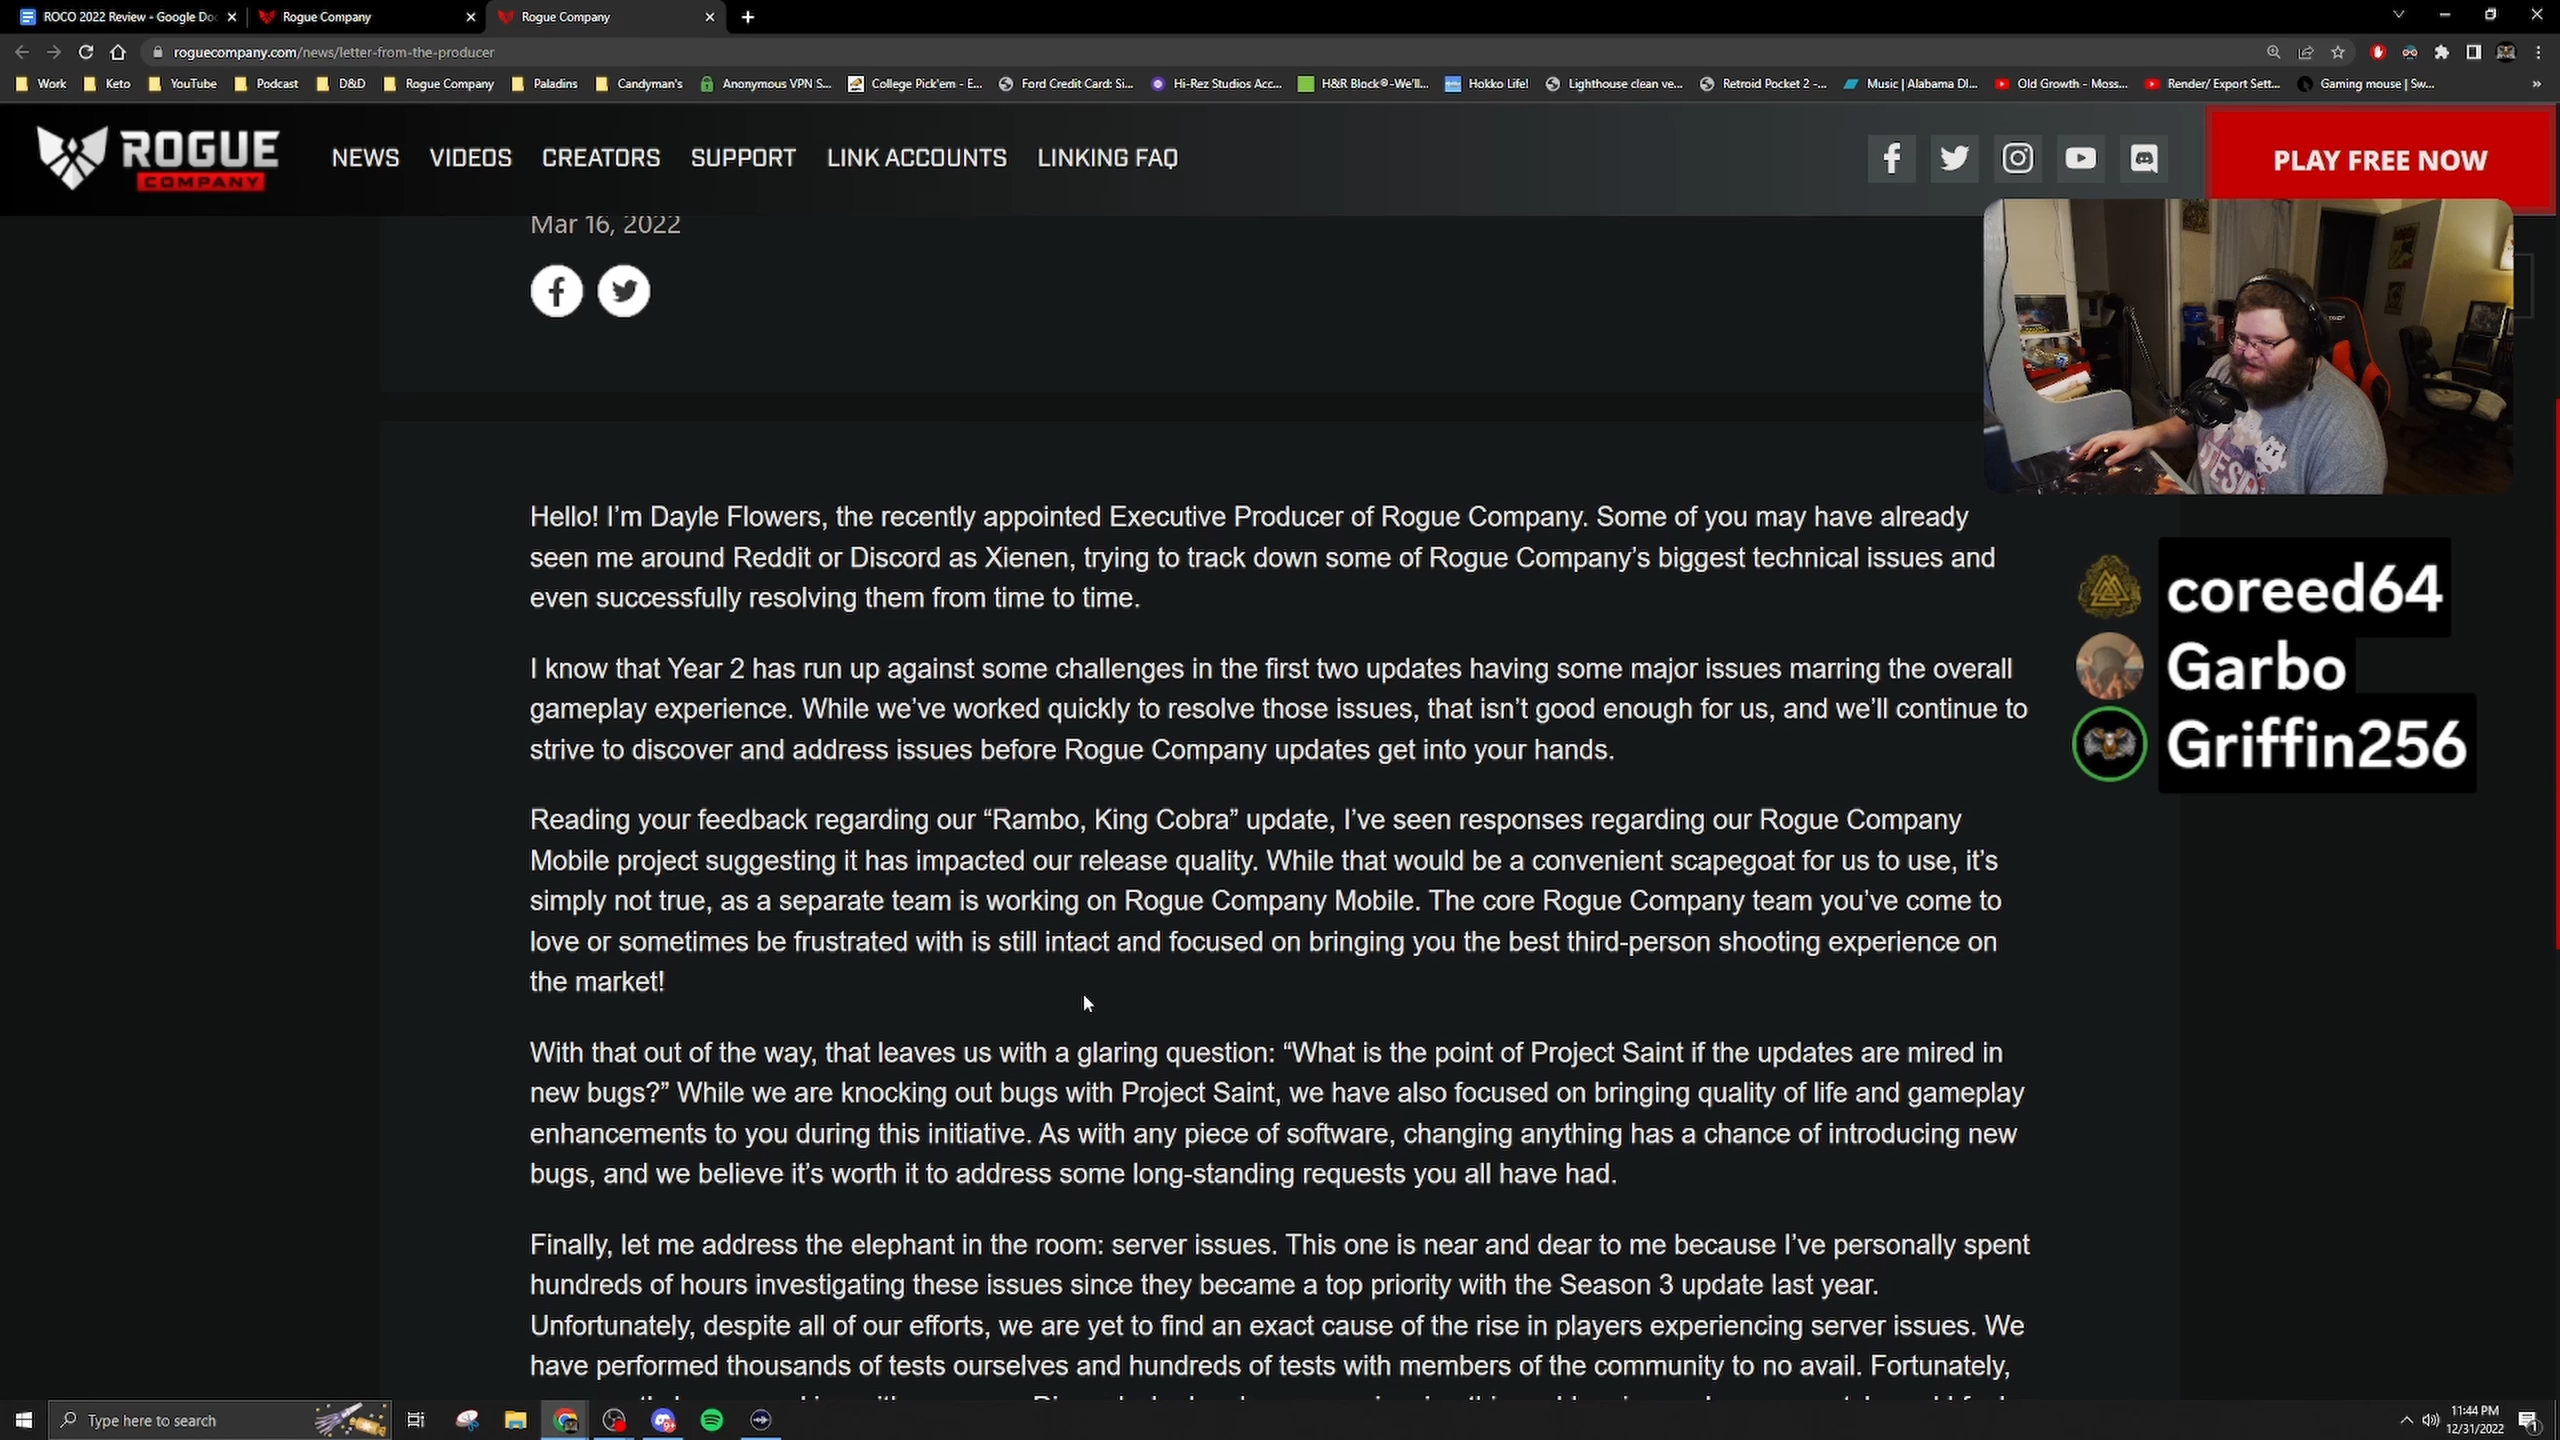 ROCO 2022 Review - Google Doc
Rogue Company
Rogue Company
roguecompany.com/news/letter-from-the-producer
Work
Keto
YouTube
Podcast
D&D
Rogue Company
Paladins
Candyman's
Anonymous VPN S...
College Pick'em - E...
Ford Credit Card: Si...
Hi-Rez Studios Acc...
H&R Block®-We'll...
Hokko Life!
Lighthouse clean ve...
Retroid Pocket 2 -...
Music | Alabama DI...
Old Growth - Moss...
Render/ Export Sett...
Gaming mouse | Sw...
ROGUE
COMPANY
NEWS
VIDEOS
CREATORS
SUPPORT
LINK ACCOUNTS
LINKING FAQ
PLAY FREE NOW
Mar 16, 2022
Hello! I'm Dayle Flowers, the recently appointed Executive Producer of Rogue Company. Some of you may have already
seen me around Reddit or Discord as Xienen, trying to track down some of Rogue Company's biggest technical issues and
even successfully resolving them from time to time.
I know that Year 2 has run up against some challenges in the first two updates having some major issues marring the overall
gameplay experience. While we've worked quickly to resolve those issues, that isn't good enough for us, and we'll continue to
strive to discover and address issues before Rogue Company updates get into your hands.
Reading your feedback regarding our “Rambo, King Cobra” update, I've seen responses regarding our Rogue Company
Mobile project suggesting it has impacted our release quality. While that would be a convenient scapegoat for us to use, it's
simply not true, as a separate team is working on Rogue Company Mobile. The core Rogue Company team you've come to
love or sometimes be frustrated with is still intact and focused on bringing you the best third-person shooting experience on
the market!
With that out of the way, that leaves us with a glaring question: “What is the point of Project Saint if the updates are mired in
new bugs?” While we are knocking out bugs with Project Saint, we have also focused on bringing quality of life and gameplay
enhancements to you during this initiative. As with any piece of software, changing anything has a chance of introducing new
bugs, and we believe it's worth it to address some long-standing requests you all have had.
Finally, let me address the elephant in the room: server issues. This one is near and dear to me because I've personally spent
hundreds of hours investigating these issues since they became a top priority with the Season 3 update last year.
Unfortunately, despite all of our efforts, we are yet to find an exact cause of the rise in players experiencing server issues. We
have performed thousands of tests ourselves and hundreds of tests with members of the community to no avail. Fortunately,
coreed64
Garbo
Griffin256
Type here to search
11:44 PM
12/31/2022